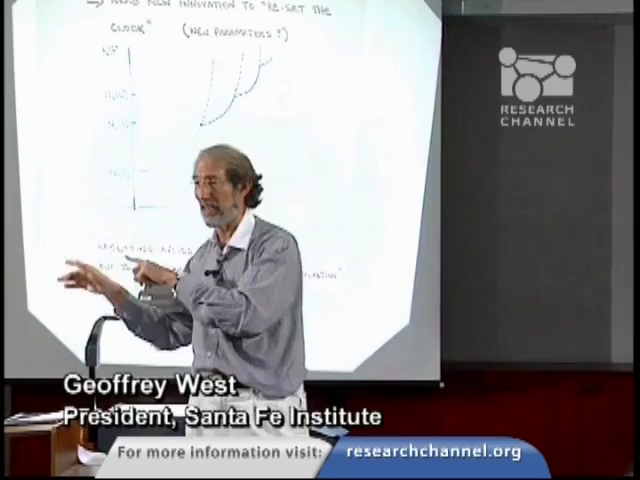 NEED NEW INNOVATION TO "RE-SET THE
CLOCK" (NEW PARAMETERS?)
RESEARCH
CHANNEL
Geoffrey West
President, Santa Fe Institute
For more information visit: researchchannel.org